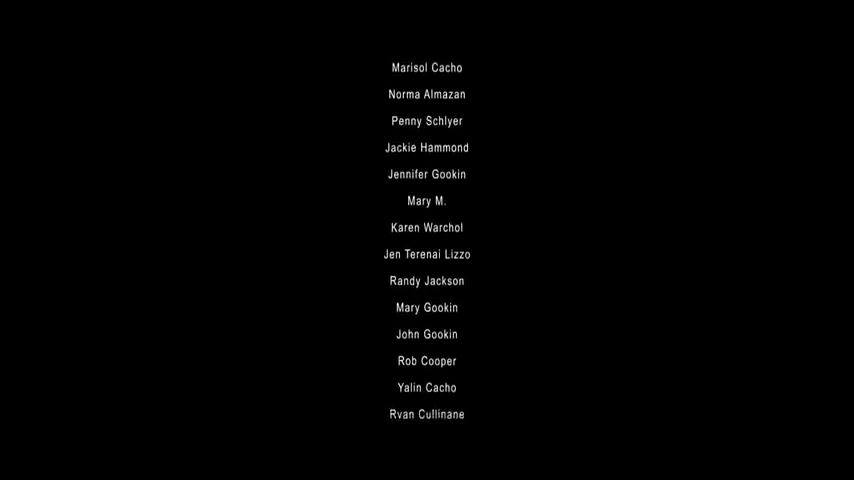 Marisol Cacho
Norma Almazan
Penny Schlyer
Jackie Hammond
Jennifer Gookin
Mary M.
Karen Warchol
Jen Terenai Lizzo
Randy Jackson
Mary Gookin
John Gookin
Rob Cooper
Yalin Cacho
Ryan Cullinane